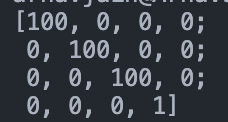 [100, 0, 0, 0;
0, 100, 0, 0;
0, 0, 100, 0;
0, 0, 0, 1]